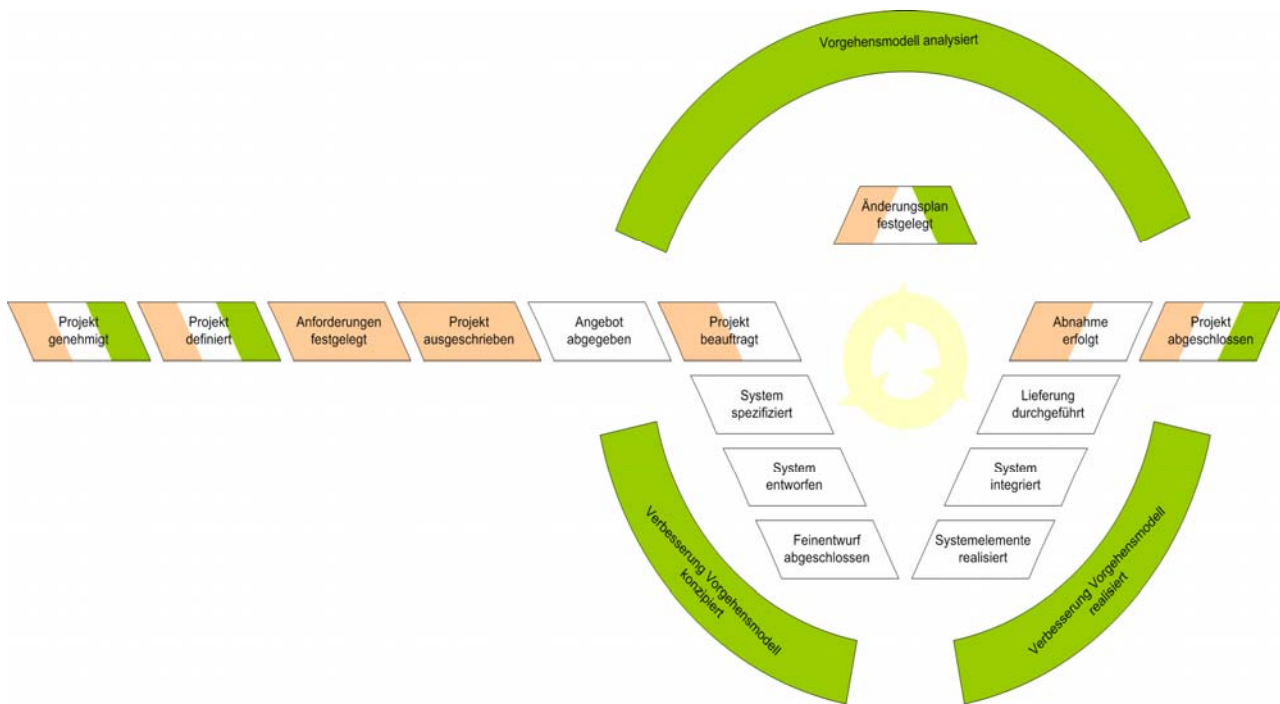 Vorgehensmodell analysiert
Änderungsplan
festgelegt
Projekt
genehmigt
Projekt
definiert
Anforderungen
festgelegt
Projekt
ausgeschrieben
Angebot
abgegeben
Projekt
beauftragt
Abnahme
erfolgt
Projekt
abgeschlossen
System
spezifiziert
Lieferung
durchgeführt
System
entworfen
System
integriert
Feinentwurf
abgeschlossen
Systemelemente
realisiert
Verbesserung Vorgehensmodell
konzipiert
Verbesserung Vorgehensmodell
realisiert